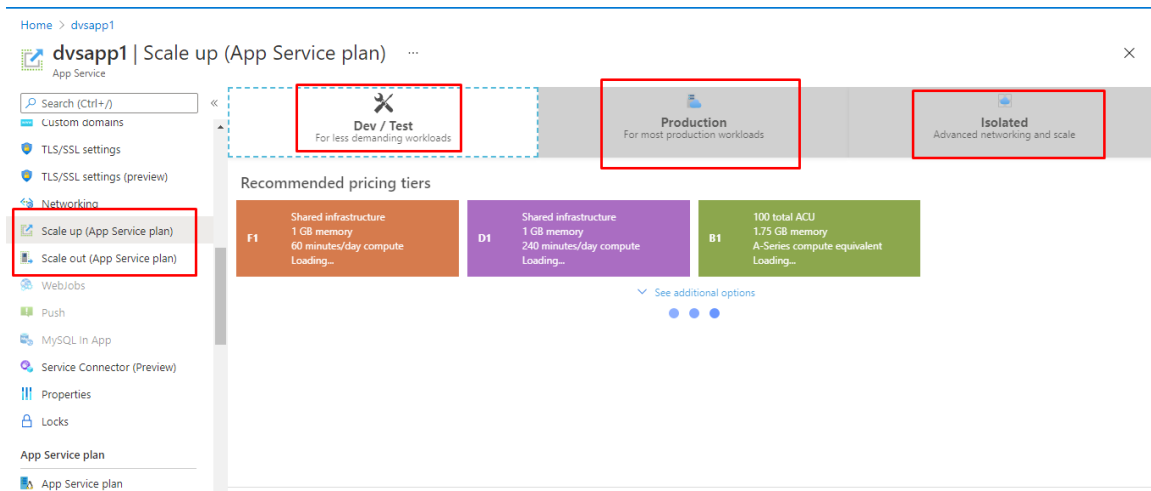 Home > dvsapp1
dvsapp1 | Scale up (App Service plan) ...
App Service
Search (Ctrl+/)
«
Custom domains
TLS/SSL settings
TLS/SSL settings (preview)
Networking
Scale up (App Service plan)
Scale out (App Service plan)
WebJobs
Push
MySQL In App
Service Connector (Preview)
Properties
Locks
App Service plan
App Service plan
Dev / Test
For less demanding workloads
Production
For most production workloads
Isolated
Advanced networking and scale
Recommended pricing tiers
F1
Shared infrastructure
1 GB memory
60 minutes/day compute
Loading...
D1
Shared infrastructure
1 GB memory
240 minutes/day compute
Loading...
B1
100 total ACU
1.75 GB memory
A-Series compute equivalent
Loading...
See additional options